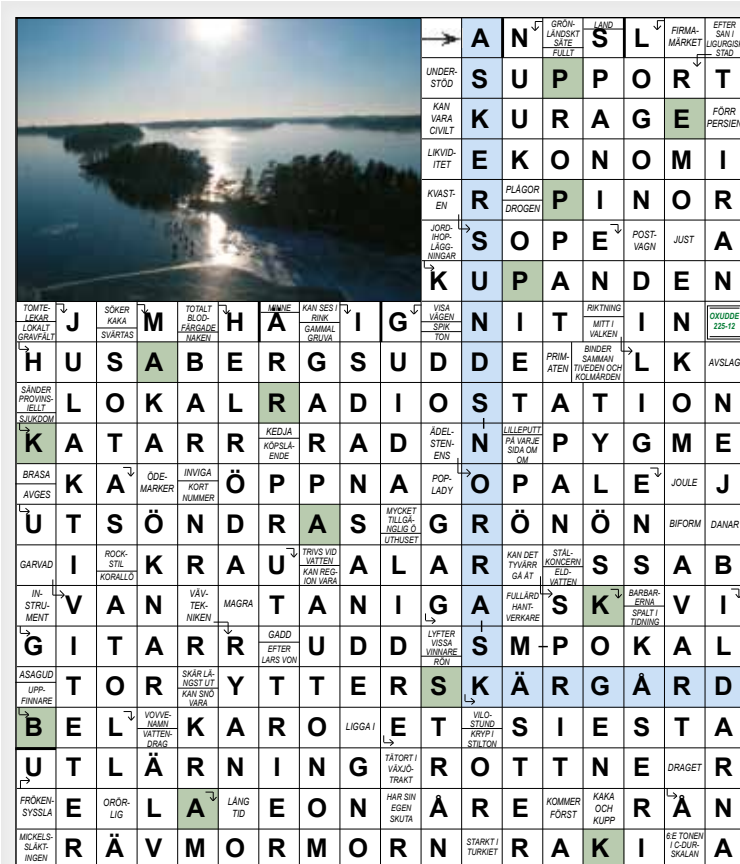 A N GRÖN-LÄNDSKT SÄTE FULLT LAND S L FIRMA-MÄRKET EFTER SAN I LIGURGISK STAD
UNDER-STÖD S U P P O R T
KAN VARA CIVILT K U R A G E FÖRR PERSIEN
LIKVID-ITET E K O N O M I
KVAST-EN R PLÅGOR DROGEN P I N O R
JORD-IHOP-LÄGG-NINGAR S O P E POST-VAGN JUST A
K U P A N D E N
TOMTE-LEKAR LOKALT GRAVFÄLT J SÖKER KAKA SVÄRTAS M TOTALT BLOD-FÄRGADE NAKEN H MINNE Ä KAN SES I RINK GAMMAL GRUVA I G VISA VÄGEN SPIK TON N I T RIKTNING MITT I VALKEN I N OXUDDE 225-12
H U S A B E R G S U D D D E PRIM-ATEN BINDER SAMMAN TIVEDEN OCH KOLMÅRDEN L K AVSLAG
SÄNDER PROVINS-IELLT SJUKDOM L O K A L R A D I O S T A T I O N
K A T A R R KEDJA KÖPSLÅ-ENDE R A D ÄDEL-STEN-ENS N LILLEPUTT PÅ VARJE SIDA OM OM P Y G M E
BRASA AVGES K A ÖDE-MARKER INVIGA KORT NUMMER Ö P P N A POP-LADY O P A L E JOULE J
U T S Ö N D R A S MYCKET TILLGÄ-NGLIG Ö UTHUSET G R Ö N Ö N BIFORM DANAR
GARVAD I ROCK-STIL KORALLÖ K R A U TRIVS VID VATTEN KAN REG-ION VARA A L A R KAN DET TYVÄRR GÅ ÅT STÅL-KONCERN ELD-VATTEN S S A B
IN-STRU-MENT V A N VÄV-TEK-NIKEN MAGRA T A N I G A FULLÄRD HANT-VERKARE S K BARBAR-ERNA SPALT I TIDNING V I
G I T A R R GADD EFTER LARS VON U D D LYFTER VISSA VINNARE RÖN S M-P O K A L
ASAGUD UPP-FINNARE T O R SKÄR LÄ-NGST UT KAN SNÖ VARA Y T T E R S K Ä R G Å R D
B E L VOVVE-NAMN VATTEN-DRAG K A R O LIGGA I E T VILO-STUND KRYP I STILTON S I E S T A
U T L Ä R N I N G TÄTORT I VÄXJÖ-TRAKT R O T T N E DRAGET R
FRÖKEN-SYSSLA E ORÖR-LIG L A LÅNG TID E O N HAR SIN EGEN SKUTA Å R E KOMMER FÖRST KAKA OCH KUPP R Å N
MICKELS-SLÄKT-INGEN R Ä V M O R M O R N STARKT I TURKIET R A K I 6:E TONEN I C-DUR-SKALAN A